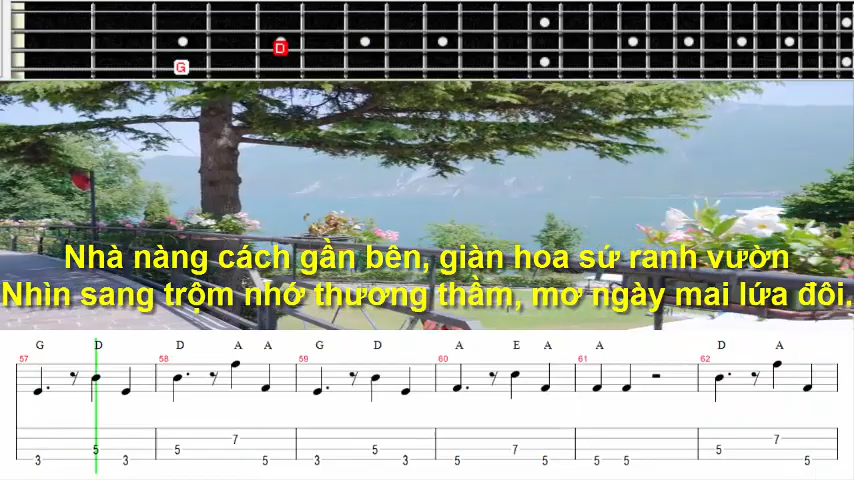 D
G
Nhà nàng cách gần bên, giàn hoa sứ ranh vườn
Nhìn sang trộm nhớ thương thầm, mơ ngày mai lứa đôi.
G D D A A G D A E A A D A
57 58 59 60 61 62
7 7 7
5 5 5 5
3 3 5 3 3 5 5 5 5 5